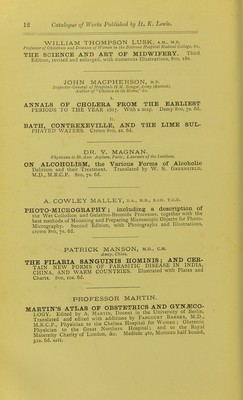 12 Catalogue of Works Published by H. K. Lewis.
WILLIAM THOMPSON LUSK, A.M., M.D.
Professor of Obstetrics and Diseases of Women in the Bellevue Hospital Medical College, &c.
THE SCIENCE AND ART OF MIDWIFERY. Third
Edition, revised and enlarged, with numerous Illustrations, 8vo, 18s.
JOHN MACPHERSON, M.D.
Inspector-General of Hospitals H.M. Bengal Army (Retired).
Author of "Cholera in its Home," &c.
I.
ANNALS OF CHOLERA FROM THE EARLIEST
PERIODS TO THE YEAR 1817. With a map. Demy 8vo, 7s. 6d.
II.
BATH, CONTREXEVILLE, AND THE LIME SUL-
PHATED WATERS. Crown 8vo, 2s. 6d.
DR. V. MAGNAN.
Physician to St. Ann Asylum, Paris; Laureate of the Institute.
ON ALCOHOLISM, the Various Forms of Alcoholic
Delirium and their Treatment. Translated by W. S. GREENFIELD,
M.D., M.R.C.P. 8vo, 7s. 6d.
A. COWLEY MALLEY, B.A., M.B., B.CH. T.C.D.
PHOTO-MICROGRAPHY; including a description of
the Wet Collodion and Gelatino-Bromide Processes, together with the
best methods of Mounting and Preparing Microscopic Objects for Photo-
Micrography. Second Edition, with Photographs and Illustrations,
crown 8vo, 7s. 6d.
PATRICK MANSON, M.D., C.M.
Amoy, China.
THE FILARIA SANGUINIS HOMINIS; AND CER-
TAIN NEW FORMS OF PARASITIC DISEASE IN INDIA,
CHINA, AND WARM COUNTRIES. Illustrated with Plates and
Charts. 8vo, 10s. 6d.
PROFESSOR MARTIN.
MARTIN'S ATLAS OF OBSTETRICS AND GYNÆCO-
LOGY. Edited by A. MARTIN, Docent in the University of Berlin.
Translated and edited with additions by FANCOURT BARNES, M.D.,
M.R.C.P., Physician to the Chelsea Hospital for Women; Obstetric
Physician to the Great Northern Hospital; and to the Royal
Maternity Charity of London, &c. Medium 4to, Morocco half bound,
31s. 6d. nett.